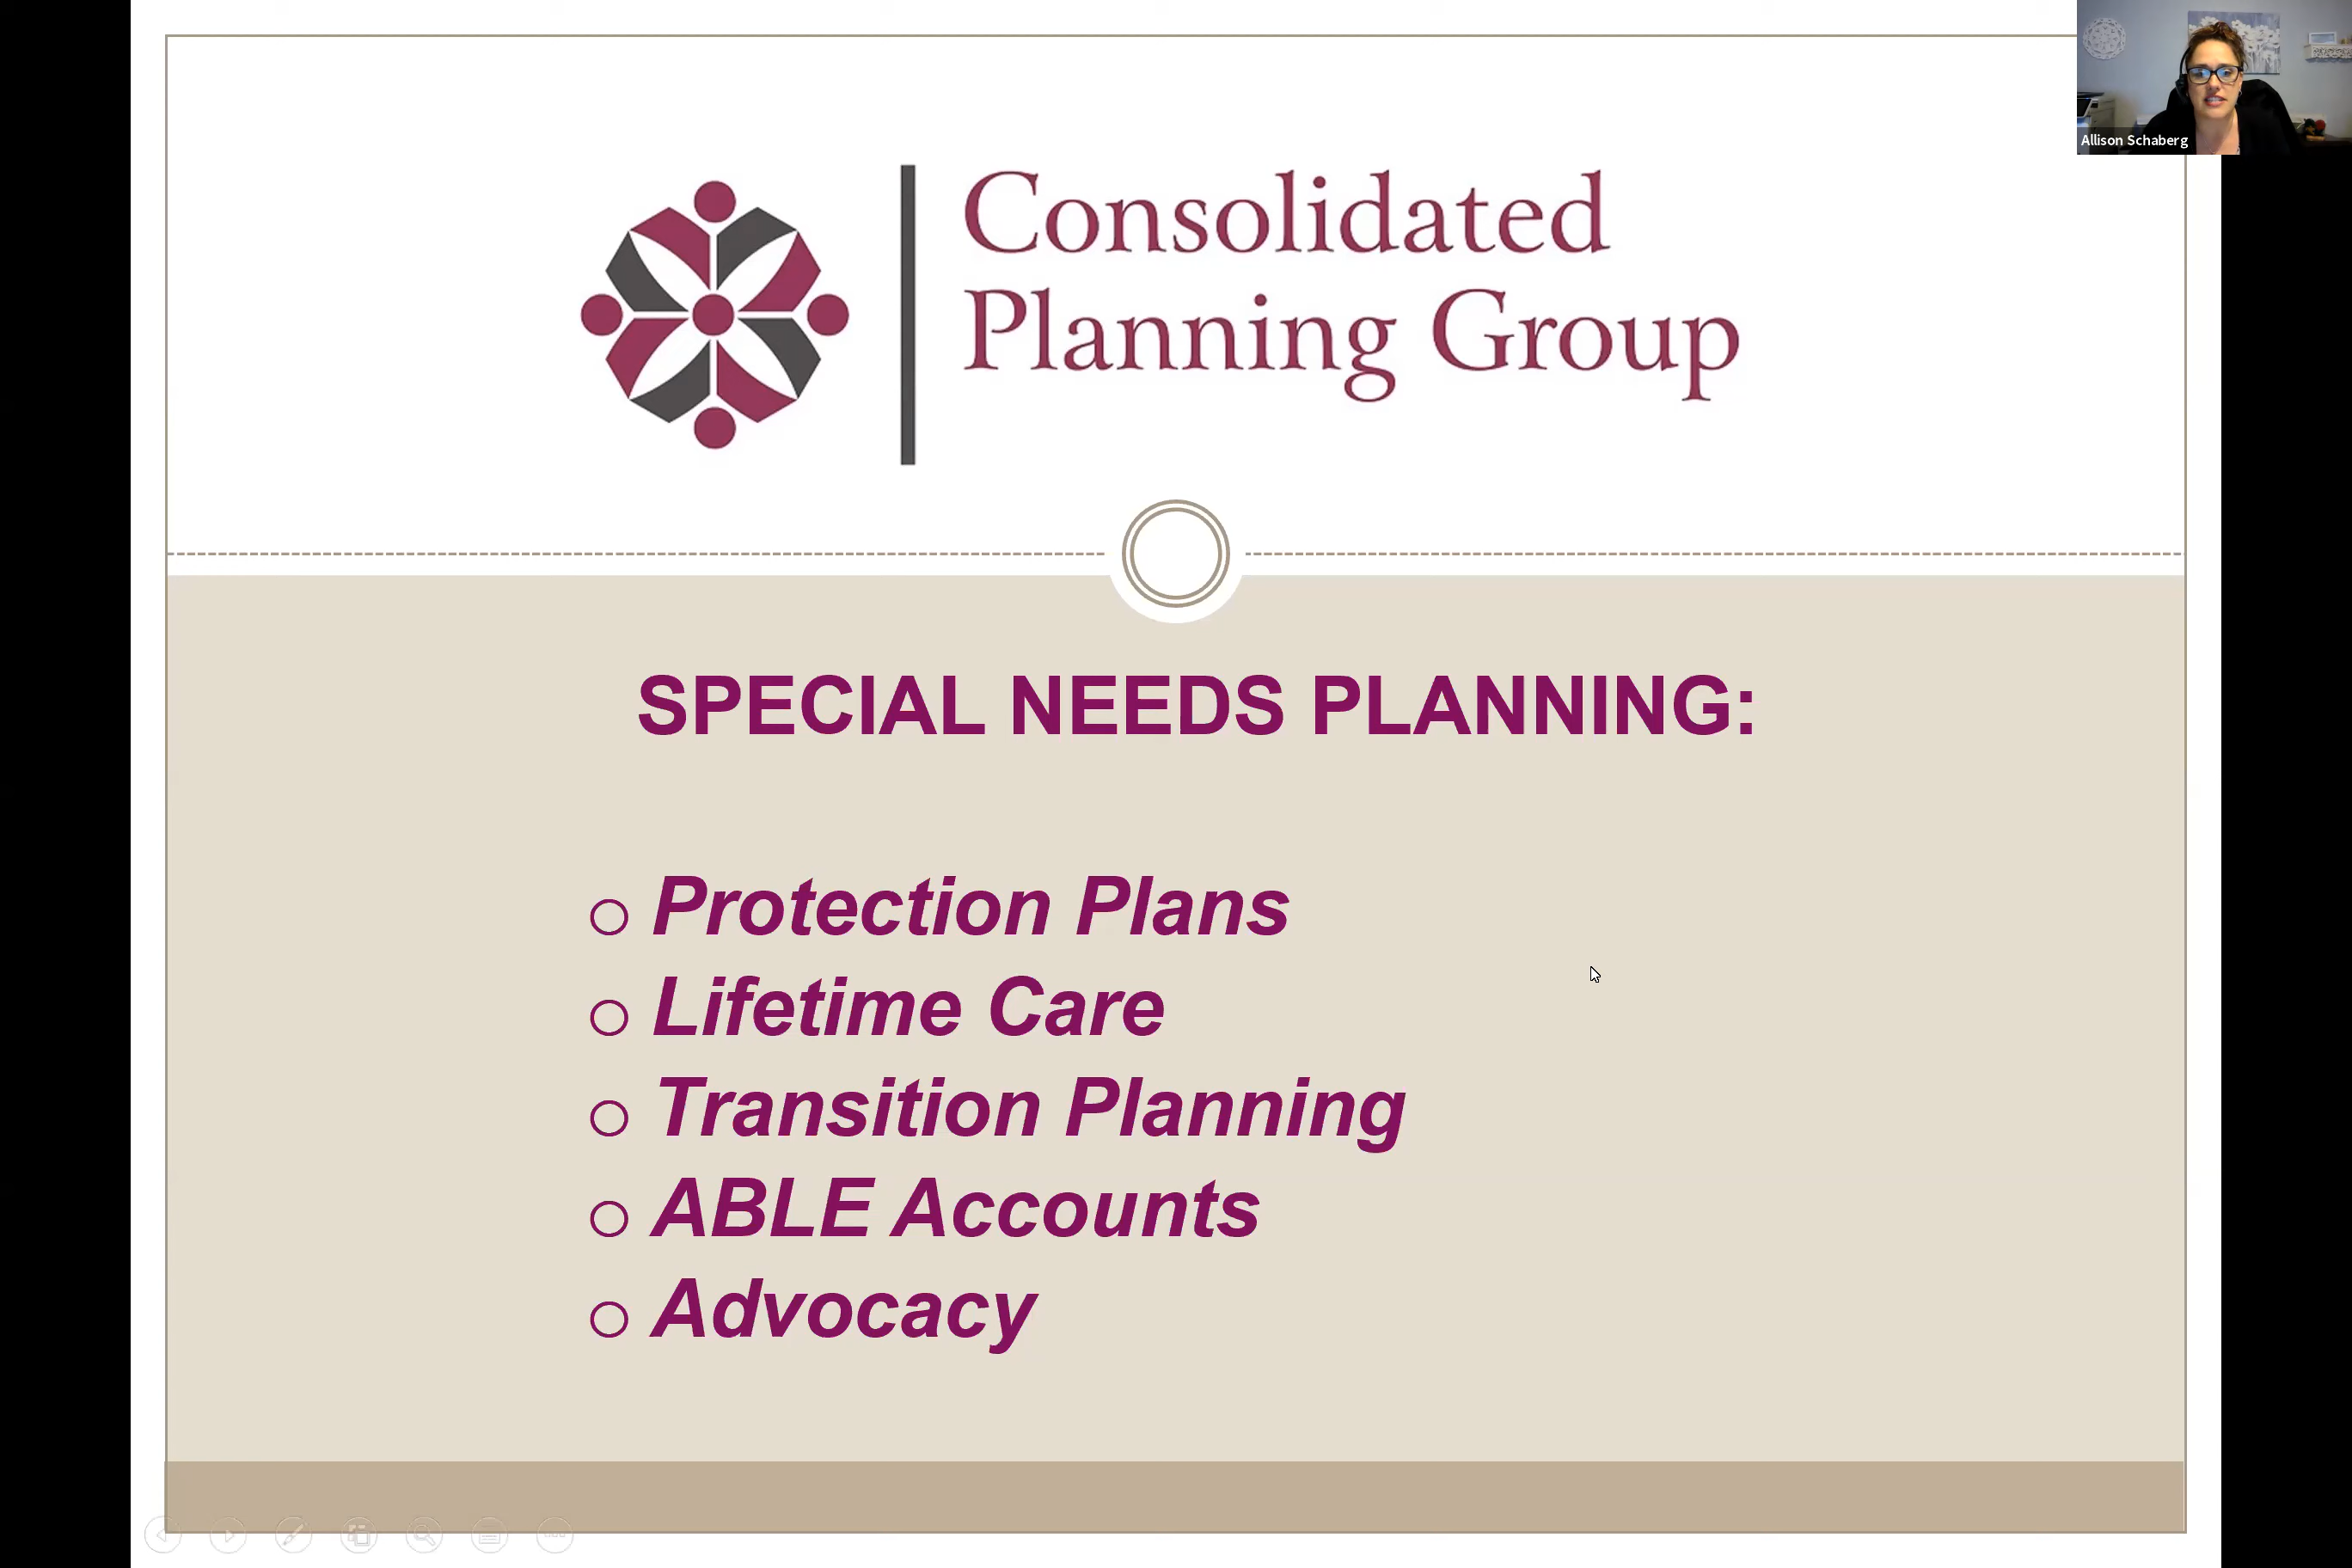 Allison Schaberg
Consolidated
Planning Group
SPECIAL NEEDS PLANNING:
Protection Plans
Lifetime Care
Transition Planning
ABLE Accounts
Advocacy